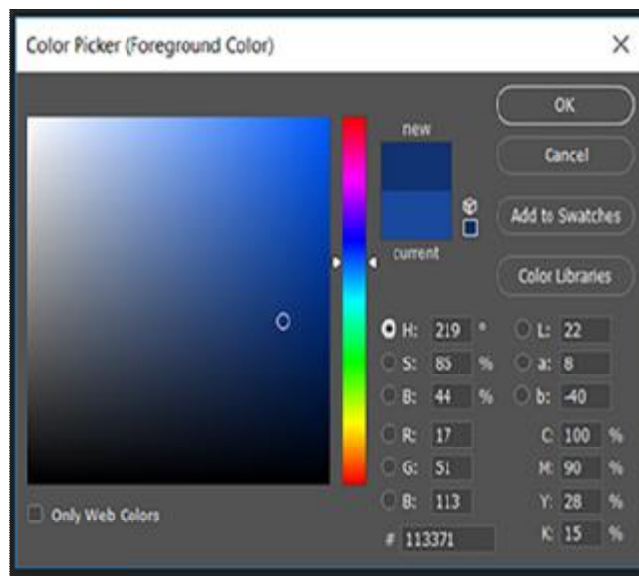 Color Picker (Foreground Color)
new
current
OK
Cancel
Add to Swatches
Color Libraries
H: 219 °
S: 85 %
B: 44 %
R: 17
G: 51
B: 113
# 113371
L: 22
a: 8
b: -40
C: 100 %
M: 90 %
Y: 28 %
K: 15 %
Only Web Colors